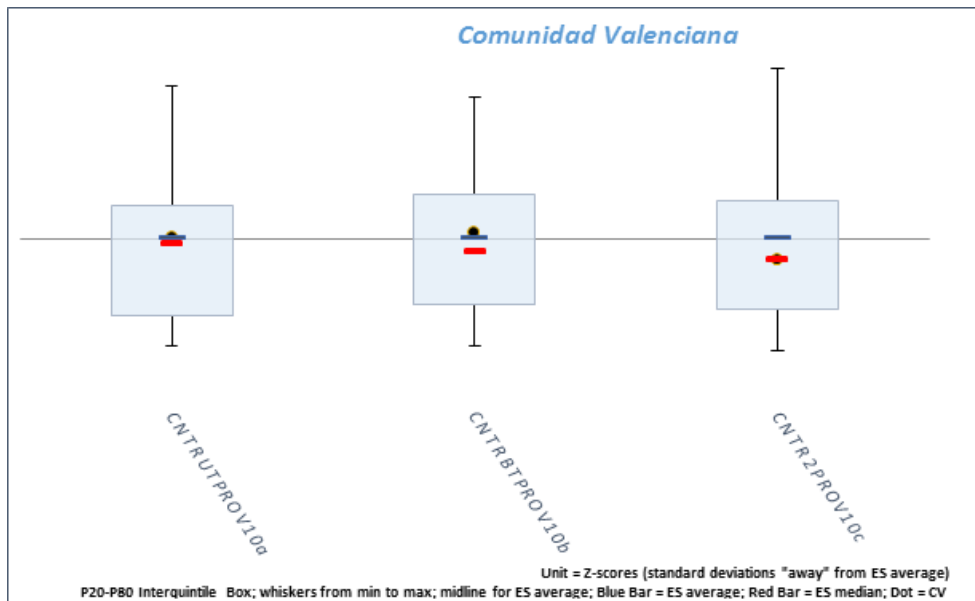 Comunidad Valenciana
CNTRUTPROV10a
CNTRBTPROV10b
CNTR2PROV10c
Unit = Z-scores (standard deviations "away" from ES average)
P20-P80 Interquintile Box; whiskers from min to max; midline for ES average; Blue Bar = ES average; Red Bar = ES median; Dot = CV